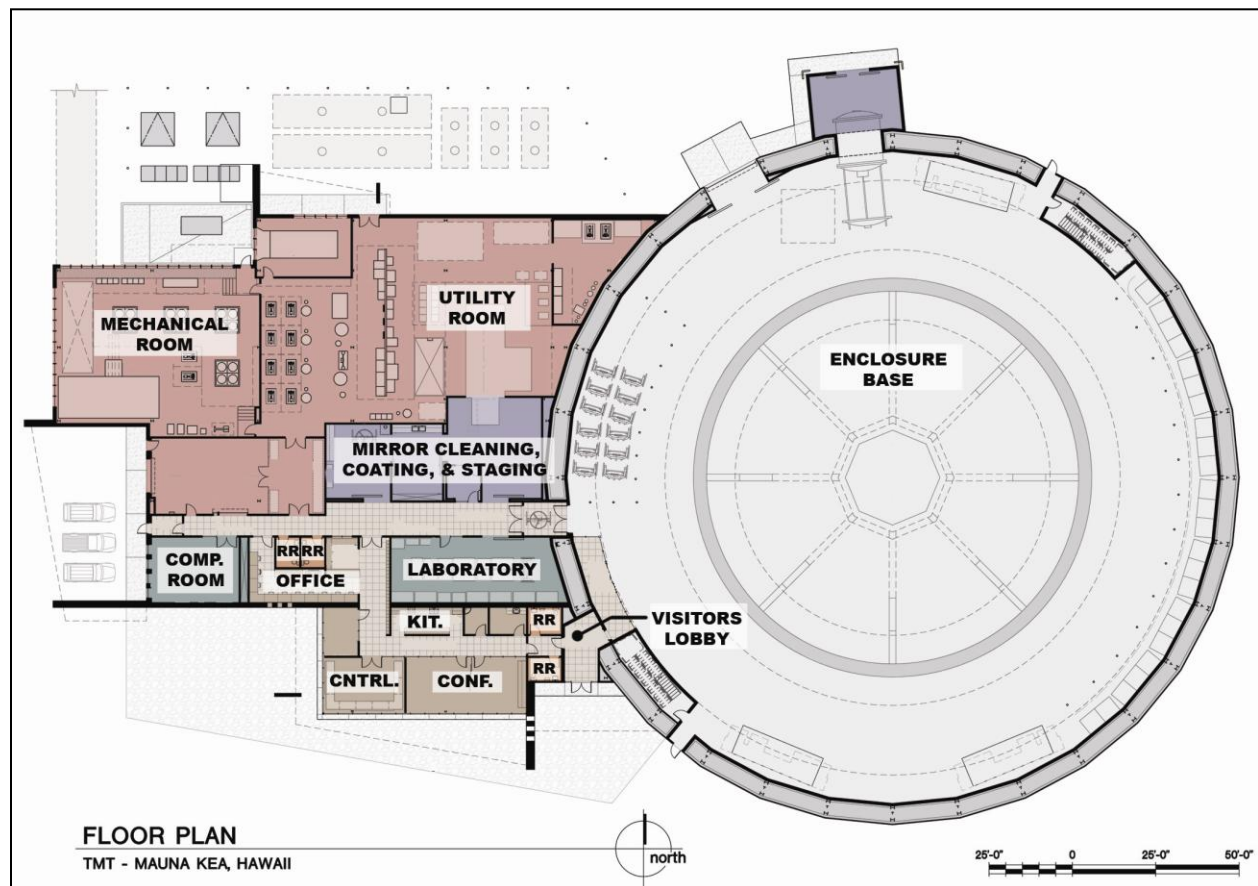 MECHANICAL
ROOM
UTILITY
ROOM
ENCLOSURE
BASE
MIRROR CLEANING,
COATING, & STAGING
COMP.
ROOM
RR
RR
OFFICE
LABORATORY
KIT.
RR
VISITORS
LOBBY
CNTRL.
CONF.
RR
FLOOR PLAN
TMT - MAUNA KEA, HAWAII
north
25'-0" 0 25'-0" 50'-0"